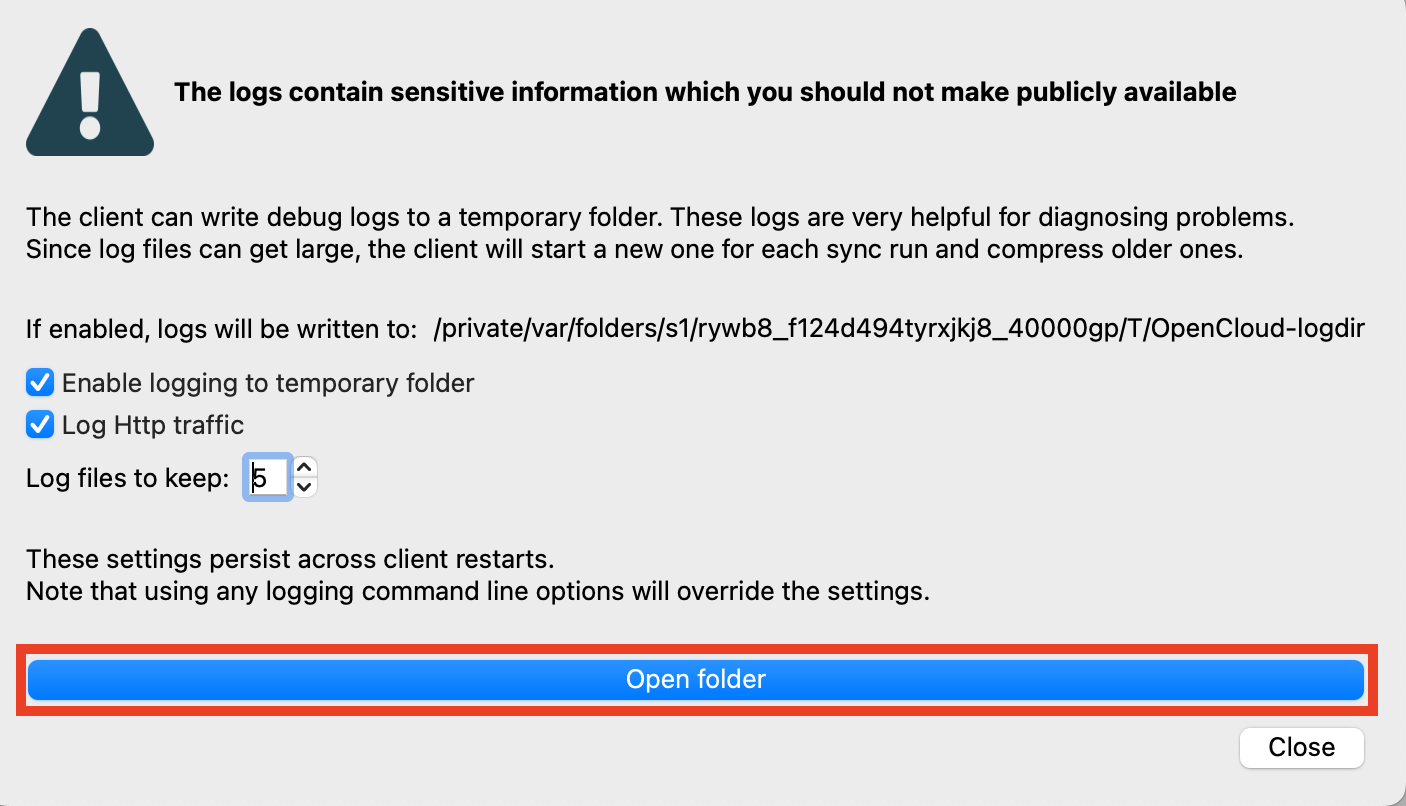 The logs contain sensitive information which you should not make publicly available
The client can write debug logs to a temporary folder. These logs are very helpful for diagnosing problems.
Since log files can get large, the client will start a new one for each sync run and compress older ones.
If enabled, logs will be written to: /private/var/folders/s1/rywb8_f124d494tyrxjkj8_40000gp/T/OpenCloud-logdir
Enable logging to temporary folder
Log Http traffic
Log files to keep: 5
These settings persist across client restarts.
Note that using any logging command line options will override the settings.
Open folder
Close